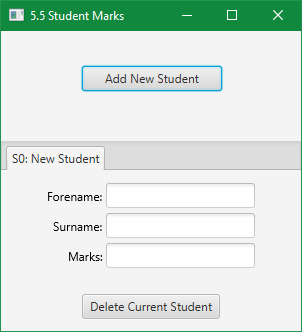 5.5 Student Marks
Add New Student
S0: New Student
Forename:
Surname:
Marks:
Delete Current Student